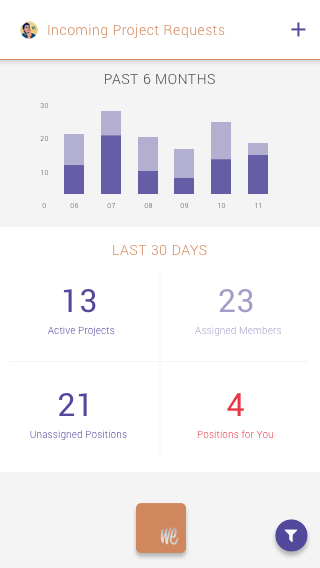 Incoming Project Requests
PAST 6 MONTHS
30
20
10
0 06 07 08 09 10 11
LAST 30 DAYS
13 23
Active Projects Assigned Members
21 4
Unassigned Positions Positions for You
we